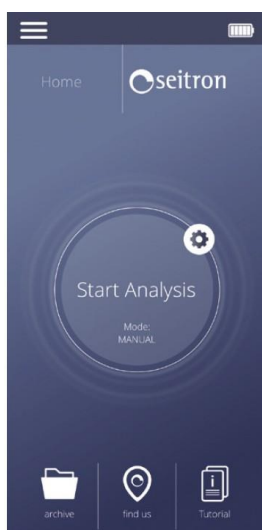 Home
seitron
Start Analysis
Mode:
MANUAL
archive
find us
Tutorial